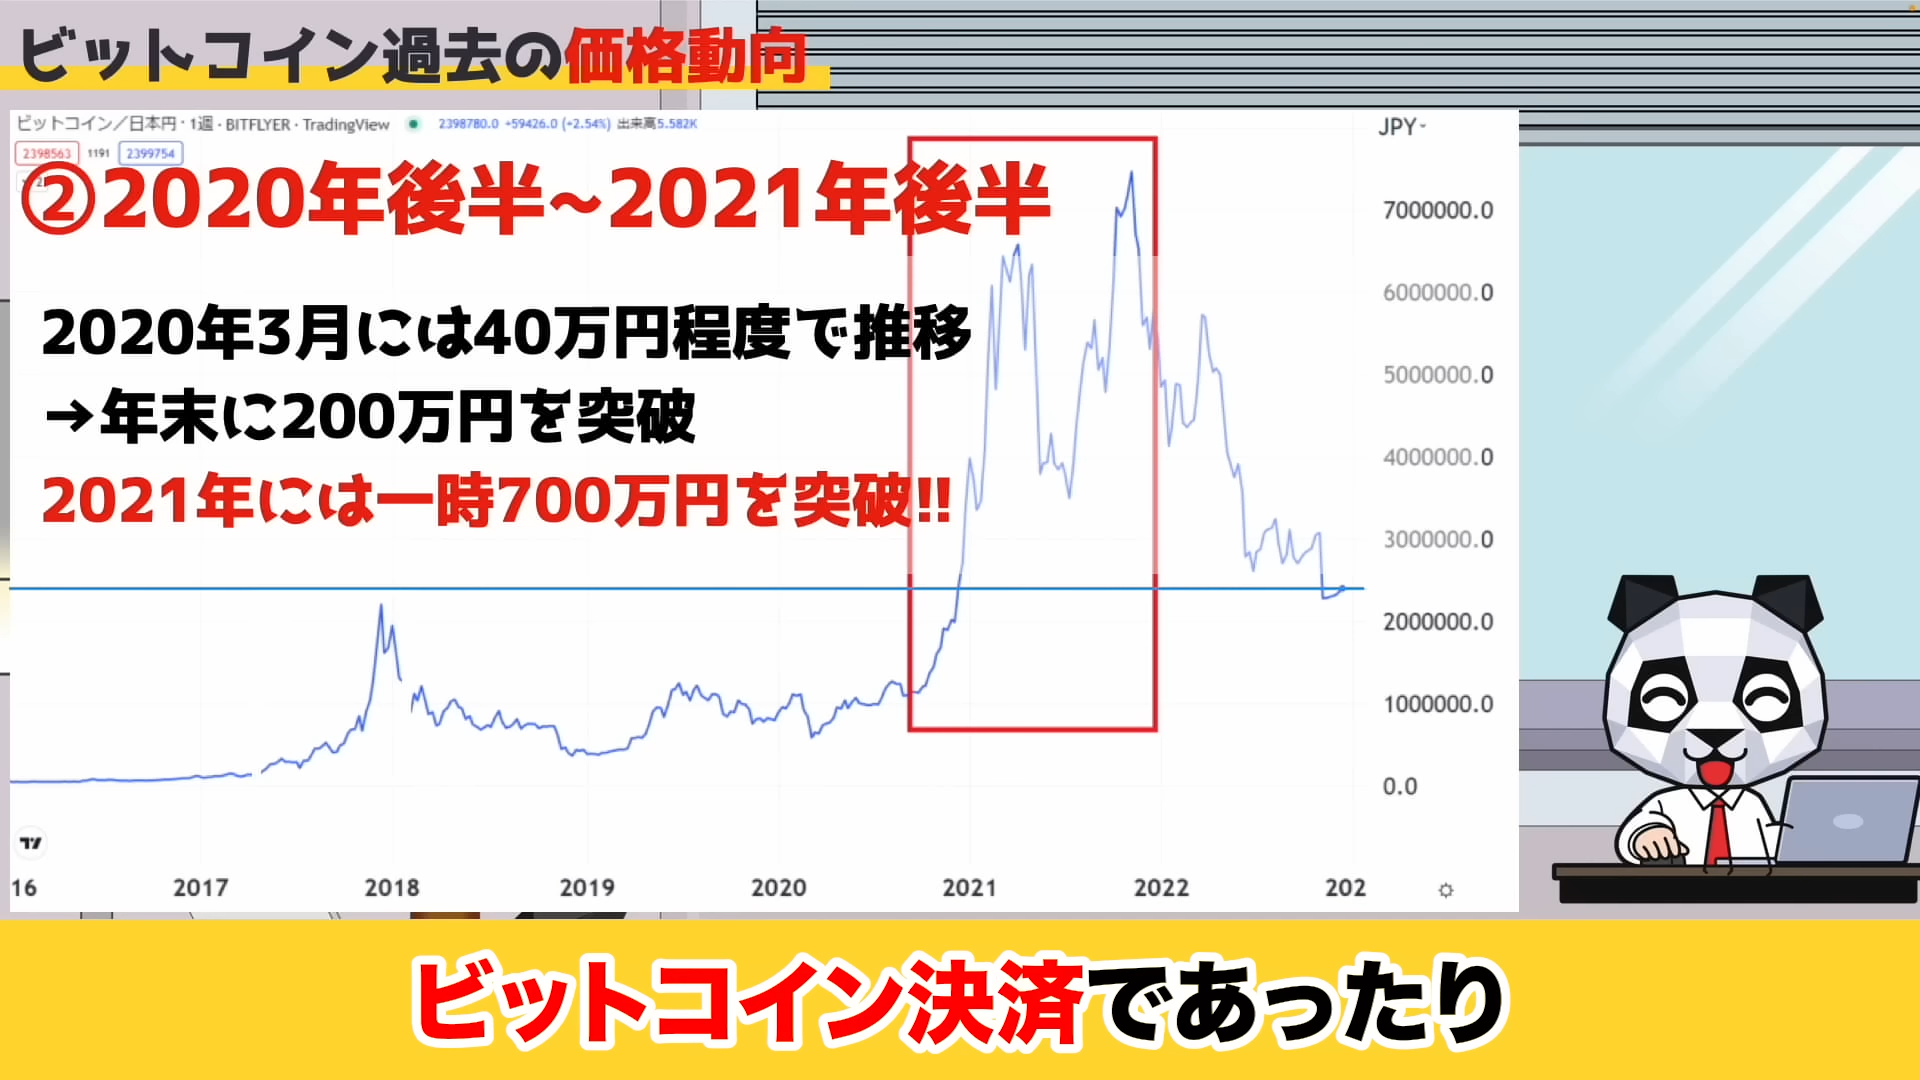 ビットコイン過去の価格動向
ビットコイン／日本円・1週・BITFLYER・TradingView 2398780.0 +59426.0 (+2.54%) 出来高5.582K
JPY
2398563 1191 2399754
②2020年後半~2021年後半
2020年3月には40万円程度で推移
→年末に200万円を突破
2021年には一時700万円を突破!!
7000000.0
6000000.0
5000000.0
4000000.0
3000000.0
2000000.0
1000000.0
0.0
16 2017 2018 2019 2020 2021 2022 202
ビットコイン決済であったり